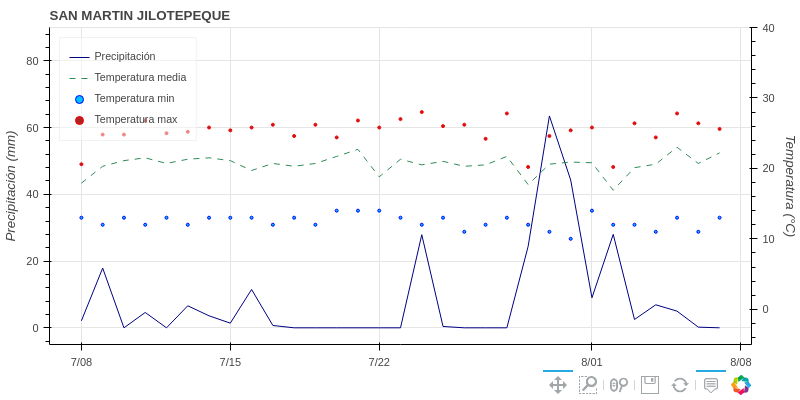 SAN MARTIN JILOTEPEQUE
Precipitación
Temperatura media
Temperatura min
Temperatura max
Precipitación (mm)
80
60
40
20
0
Temperatura (°C)
40
30
20
10
0
7/08
7/15
7/22
8/01
8/08